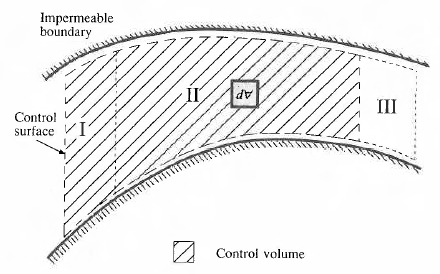 Impermeable
boundary
II
dV
III
Control
surface
I
Control volume